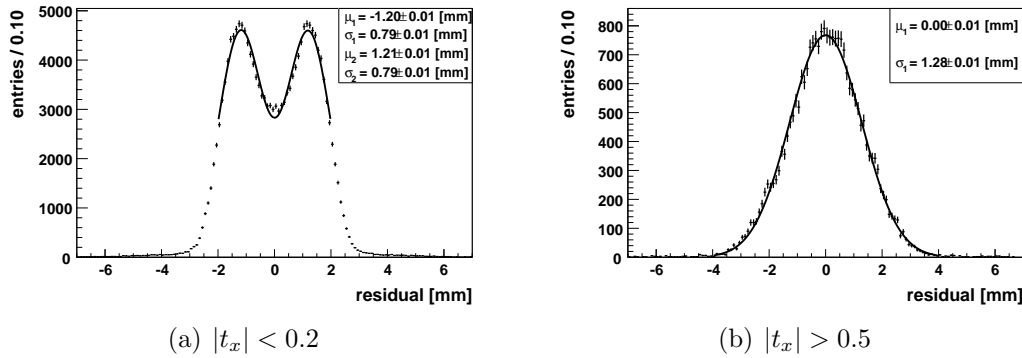 entries / 0.10
5000
4000
3000
2000
1000
0
-6 -4 -2 0 2 4 6
residual [mm]
μ₁ = -1.20±0.01 [mm]
σ₁ = 0.79±0.01 [mm]
μ₂ = 1.21±0.01 [mm]
σ₂ = 0.79±0.01 [mm]
(a) |tₓ| < 0.2
entries / 0.10
800
700
600
500
400
300
200
100
0
-6 -4 -2 0 2 4 6
residual [mm]
μ₁ = 0.00±0.01 [mm]
σ₁ = 1.28±0.01 [mm]
(b) |tₓ| > 0.5